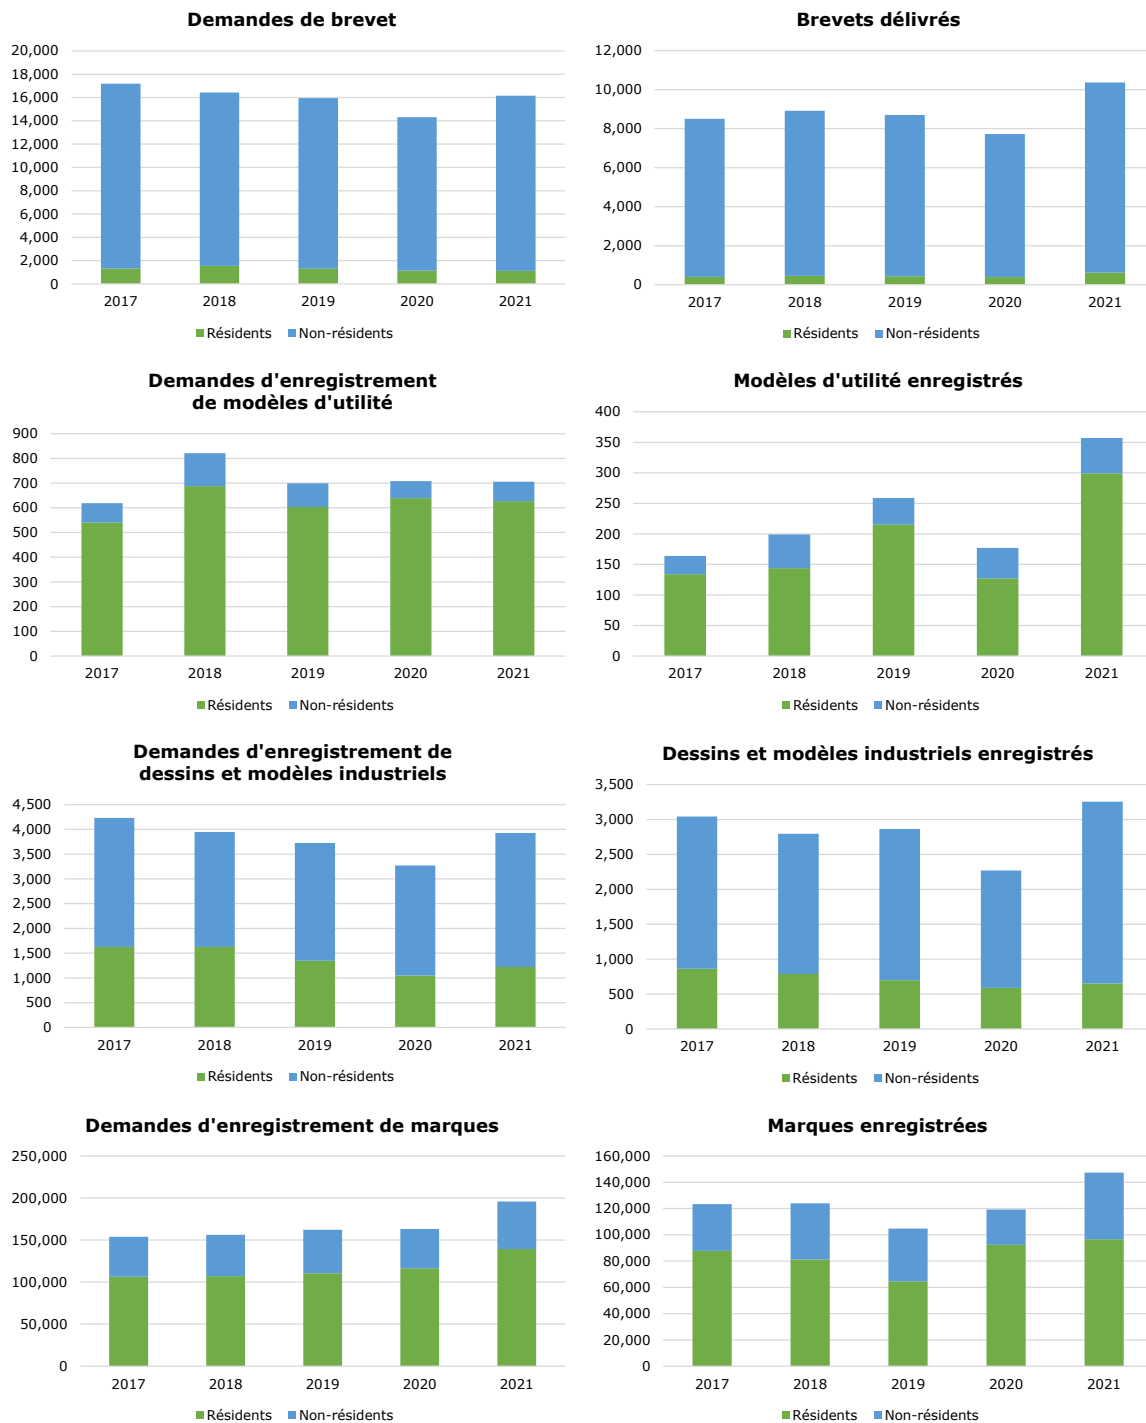 Demandes de brevet
20,000
18,000
16,000
14,000
12,000
10,000
8,000
6,000
4,000
2,000
0
2017 2018 2019 2020 2021
Résidents Non-résidents
Brevets délivrés
12,000
10,000
8,000
6,000
4,000
2,000
0
2017 2018 2019 2020 2021
Résidents Non-résidents
Demandes d'enregistrement
de modèles d'utilité
900
800
700
600
500
400
300
200
100
0
2017 2018 2019 2020 2021
Résidents Non-résidents
Modèles d'utilité enregistrés
400
350
300
250
200
150
100
50
0
2017 2018 2019 2020 2021
Résidents Non-résidents
Demandes d'enregistrement de
dessins et modèles industriels
4,500
4,000
3,500
3,000
2,500
2,000
1,500
1,000
500
0
2017 2018 2019 2020 2021
Résidents Non-résidents
Dessins et modèles industriels enregistrés
3,500
3,000
2,500
2,000
1,500
1,000
500
0
2017 2018 2019 2020 2021
Résidents Non-résidents
Demandes d'enregistrement de marques
250,000
200,000
150,000
100,000
50,000
0
2017 2018 2019 2020 2021
Résidents Non-résidents
Marques enregistrées
160,000
140,000
120,000
100,000
80,000
60,000
40,000
20,000
0
2017 2018 2019 2020 2021
Résidents Non-résidents